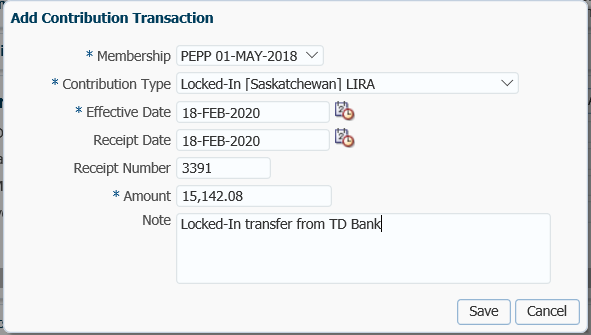 Add Contribution Transaction
* Membership PEPP 01-MAY-2018
* Contribution Type Locked-In [Saskatchewan] LIRA
* Effective Date 18-FEB-2020
Receipt Date 18-FEB-2020
Receipt Number 3391
* Amount 15,142.08
Note Locked-In transfer from TD Bank
Save Cancel